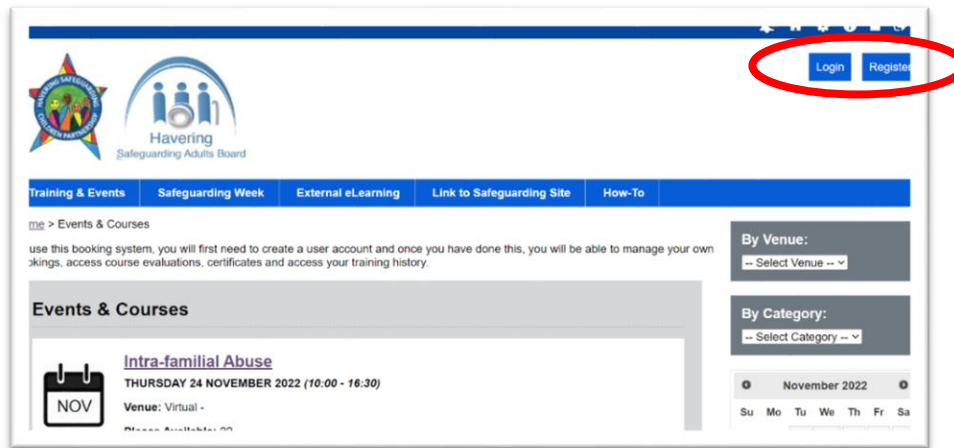 Login Register
HAVERING SAFEGUARDING
CHILDREN PARTNERSHIP
Havering
Safeguarding Adults Board
Training & Events Safeguarding Week External eLearning Link to Safeguarding Site How-To
me > Events & Courses
use this booking system, you will first need to create a user account and once you have done this, you will be able to manage your own
okings, access course evaluations, certificates and access your training history.
By Venue:
-- Select Venue --
Events & Courses
By Category:
-- Select Category --
Intra-familial Abuse
THURSDAY 24 NOVEMBER 2022 (10:00 - 16:30)
NOV
Venue: Virtual -
November 2022
Su Mo Tu We Th Fr Sa